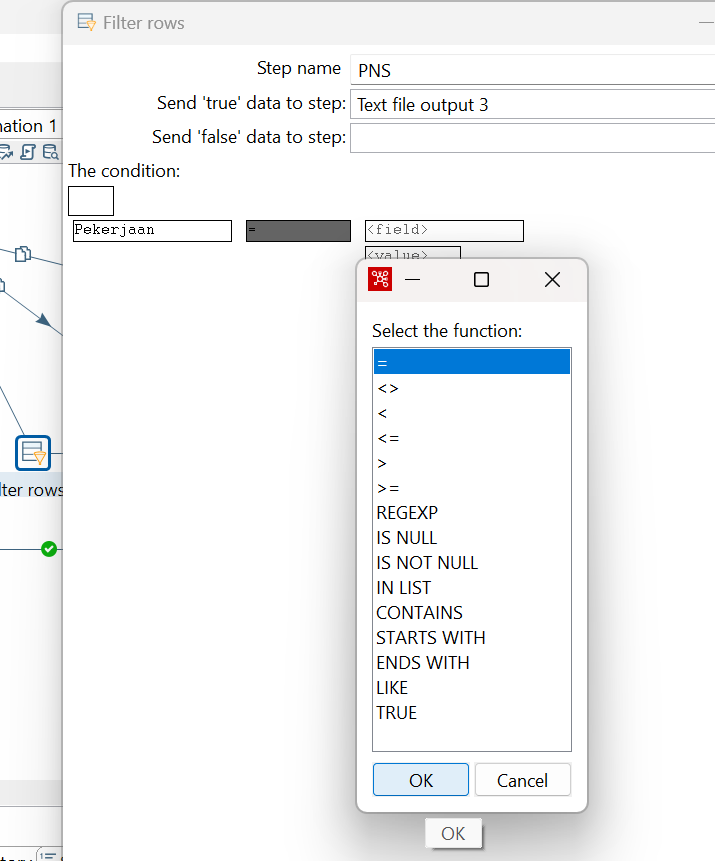 Filter rows
Step name PNS
Send 'true' data to step: Text file output 3
Send 'false' data to step:
The condition:
Pekerjaan = <field>
<value>
Select the function:
=
<>
<
<=
>
>=
REGEXP
IS NULL
IS NOT NULL
IN LIST
CONTAINS
STARTS WITH
ENDS WITH
LIKE
TRUE
OK Cancel
OK
nation 1
lter rows